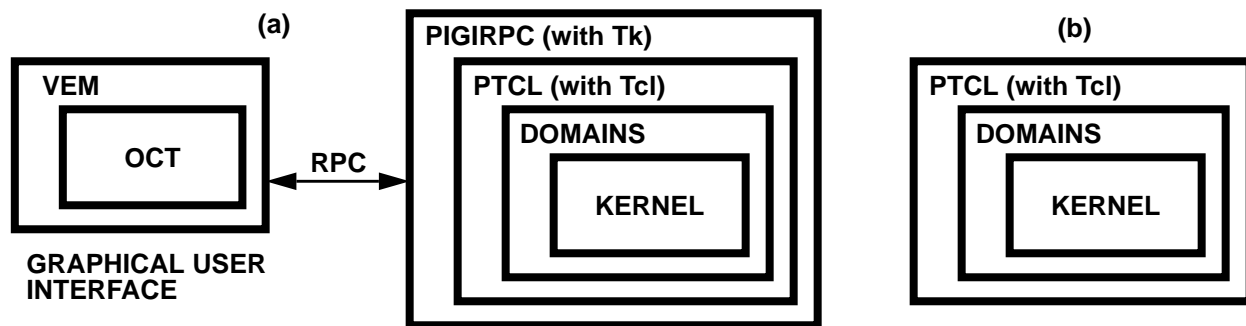 (a)
VEM
OCT
GRAPHICAL USER
INTERFACE
RPC
PIGIRPC (with Tk)
PTCL (with Tcl)
DOMAINS
KERNEL
(b)
PTCL (with Tcl)
DOMAINS
KERNEL